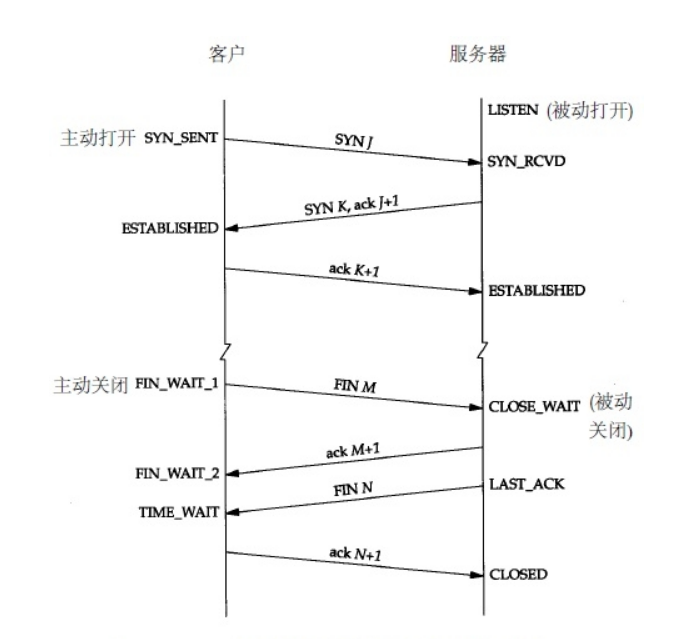 客户 服务器
LISTEN (被动打开)
主动打开 SYN_SENT
SYN J
SYN_RCVD
SYN K, ack J+1
ESTABLISHED
ack K+1
ESTABLISHED
主动关闭 FIN_WAIT_1
FIN M
CLOSE_WAIT (被动
关闭)
ack M+1
FIN_WAIT_2
FIN N
LAST_ACK
TIME_WAIT
ack N+1
CLOSED